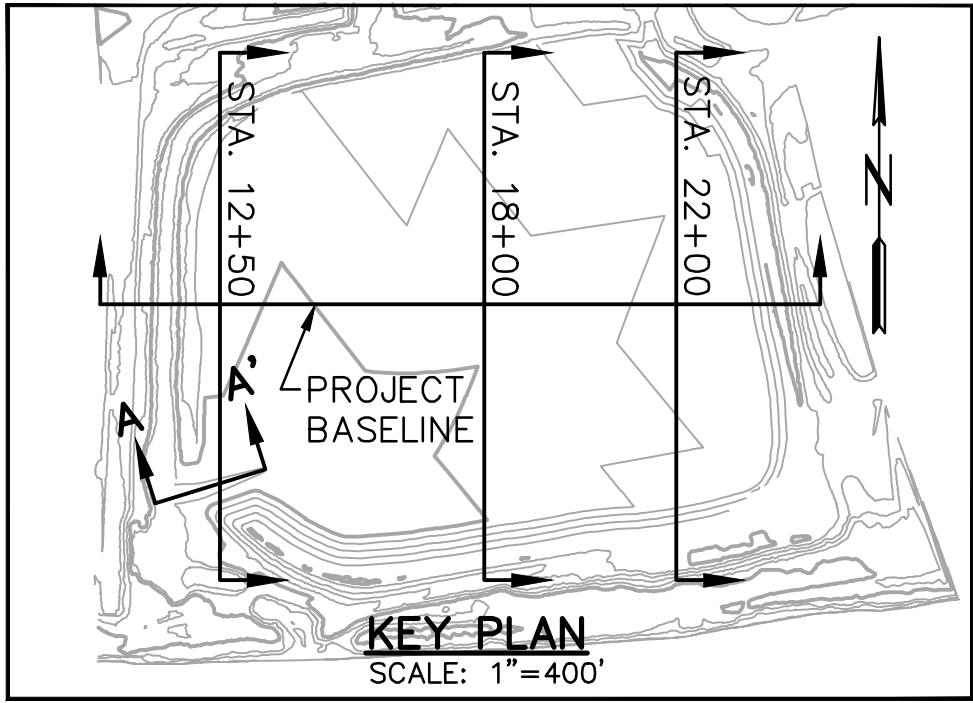 STA. 12+50
STA. 18+00
STA. 22+00
N
A
A'
PROJECT
BASELINE
KEY PLAN
SCALE: 1"=400'